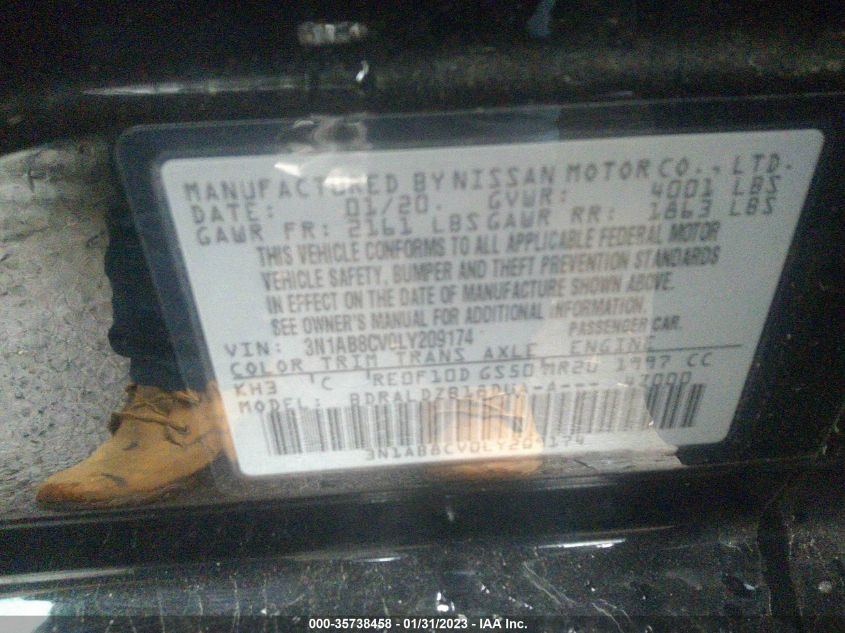 MANUFACTURED BY NISSAN MOTOR CO., LTD.
DATE: 01/20. GVWR: 4001 LBS
GAWR FR: 2161 LBS GAWR RR: 1863 LBS
THIS VEHICLE CONFORMS TO ALL APPLICABLE FEDERAL MOTOR
VEHICLE SAFETY, BUMPER AND THEFT PREVENTION STANDARDS
IN EFFECT ON THE DATE OF MANUFACTURE SHOWN ABOVE.
SEE OWNER'S MANUAL FOR ADDITIONAL INFORMATION.
VIN: 3N1AB8CV0LY209174 PASSENGER CAR.
COLOR TRIM TRANS AXLE ENGINE
KH3 'C RE0F10D GS50 MR20 1997 CC
MODEL:
3N1AB8CV0LY209174
000-35738458 - 01/31/2023 - IAA Inc.